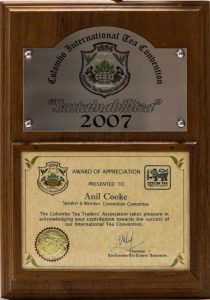 Colombo International Tea Convention
1894
"Sustainabilitea"
2007
AWARD OF APPRECIATION
PRESENTED TO
Anil Cooke
Speaker & Member, Convention Committee
The Colombo Tea Traders' Association takes pleasure in
acknowledging your contribution towards the success of
our International Tea Convention.
Chairman
The Colombo Tea Traders' Association